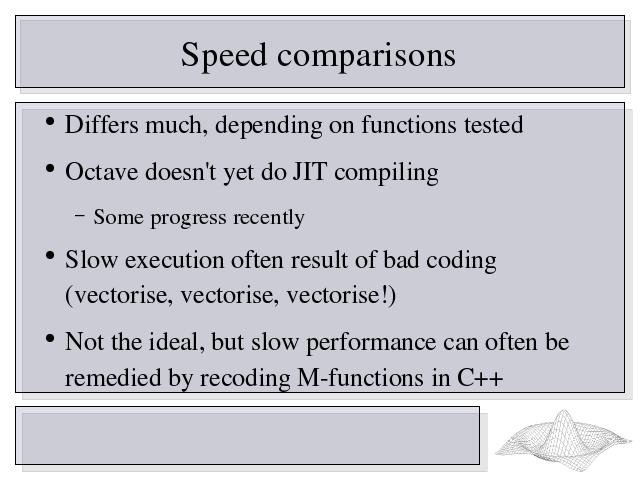 Speed comparisons
• Differs much, depending on functions tested
• Octave doesn't yet do JIT compiling
– Some progress recently
• Slow execution often result of bad coding
(vectorise, vectorise, vectorise!)
• Not the ideal, but slow performance can often be
remedied by recoding M-functions in C++